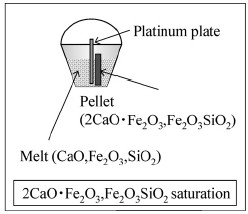 Platinum plate
Pellet
(2CaO•Fe₂O₃,Fe₂O₃SiO₂)
Melt (CaO,Fe₂O₃,SiO₂)
2CaO•Fe₂O₃,Fe₂O₃SiO₂ saturation